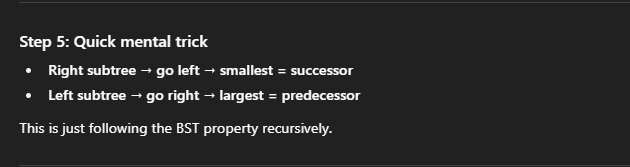 Step 5: Quick mental trick
• Right subtree → go left → smallest = successor
• Left subtree → go right → largest = predecessor
This is just following the BST property recursively.